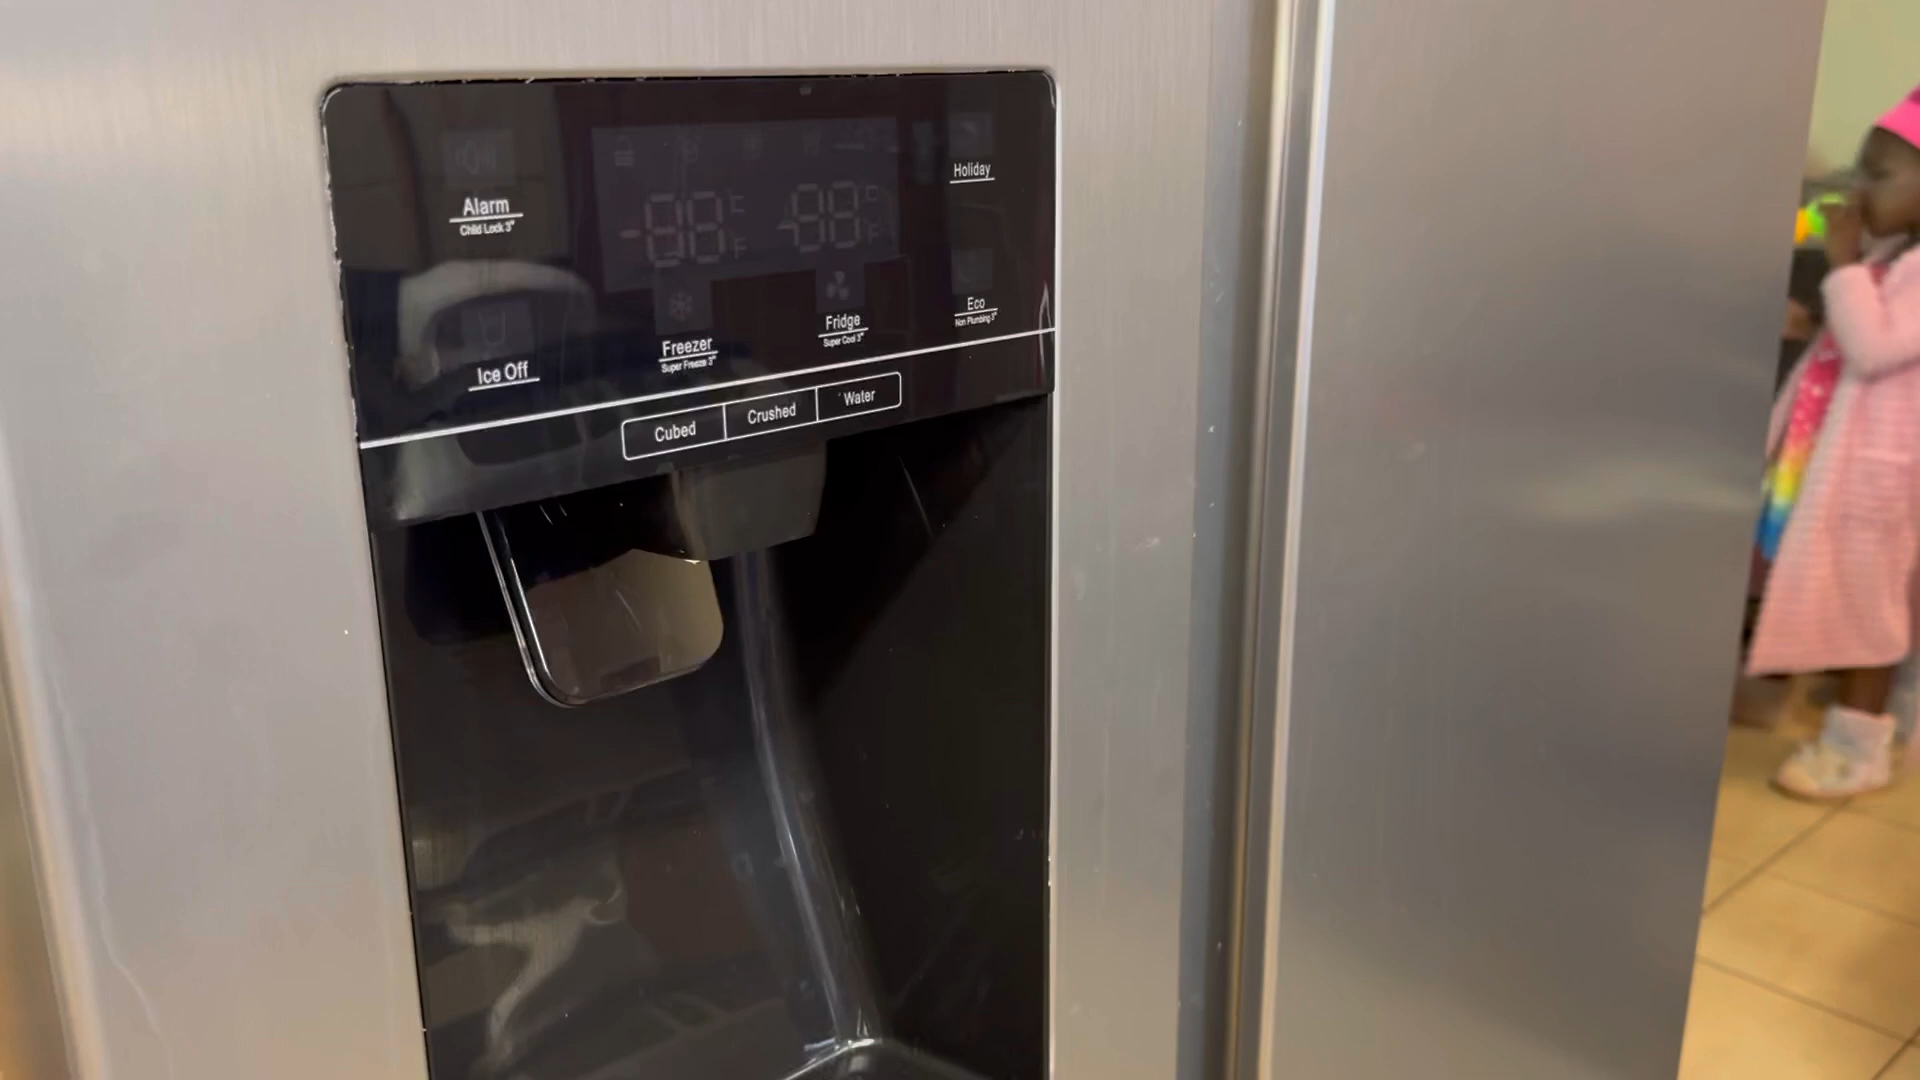 Alarm
Child Lock 3"
Holiday
Ice Off
Freezer
Super Freeze 3"
Fridge
Super Cool 3"
Eco
Non Plumbing 3"
Cubed
Crushed
Water